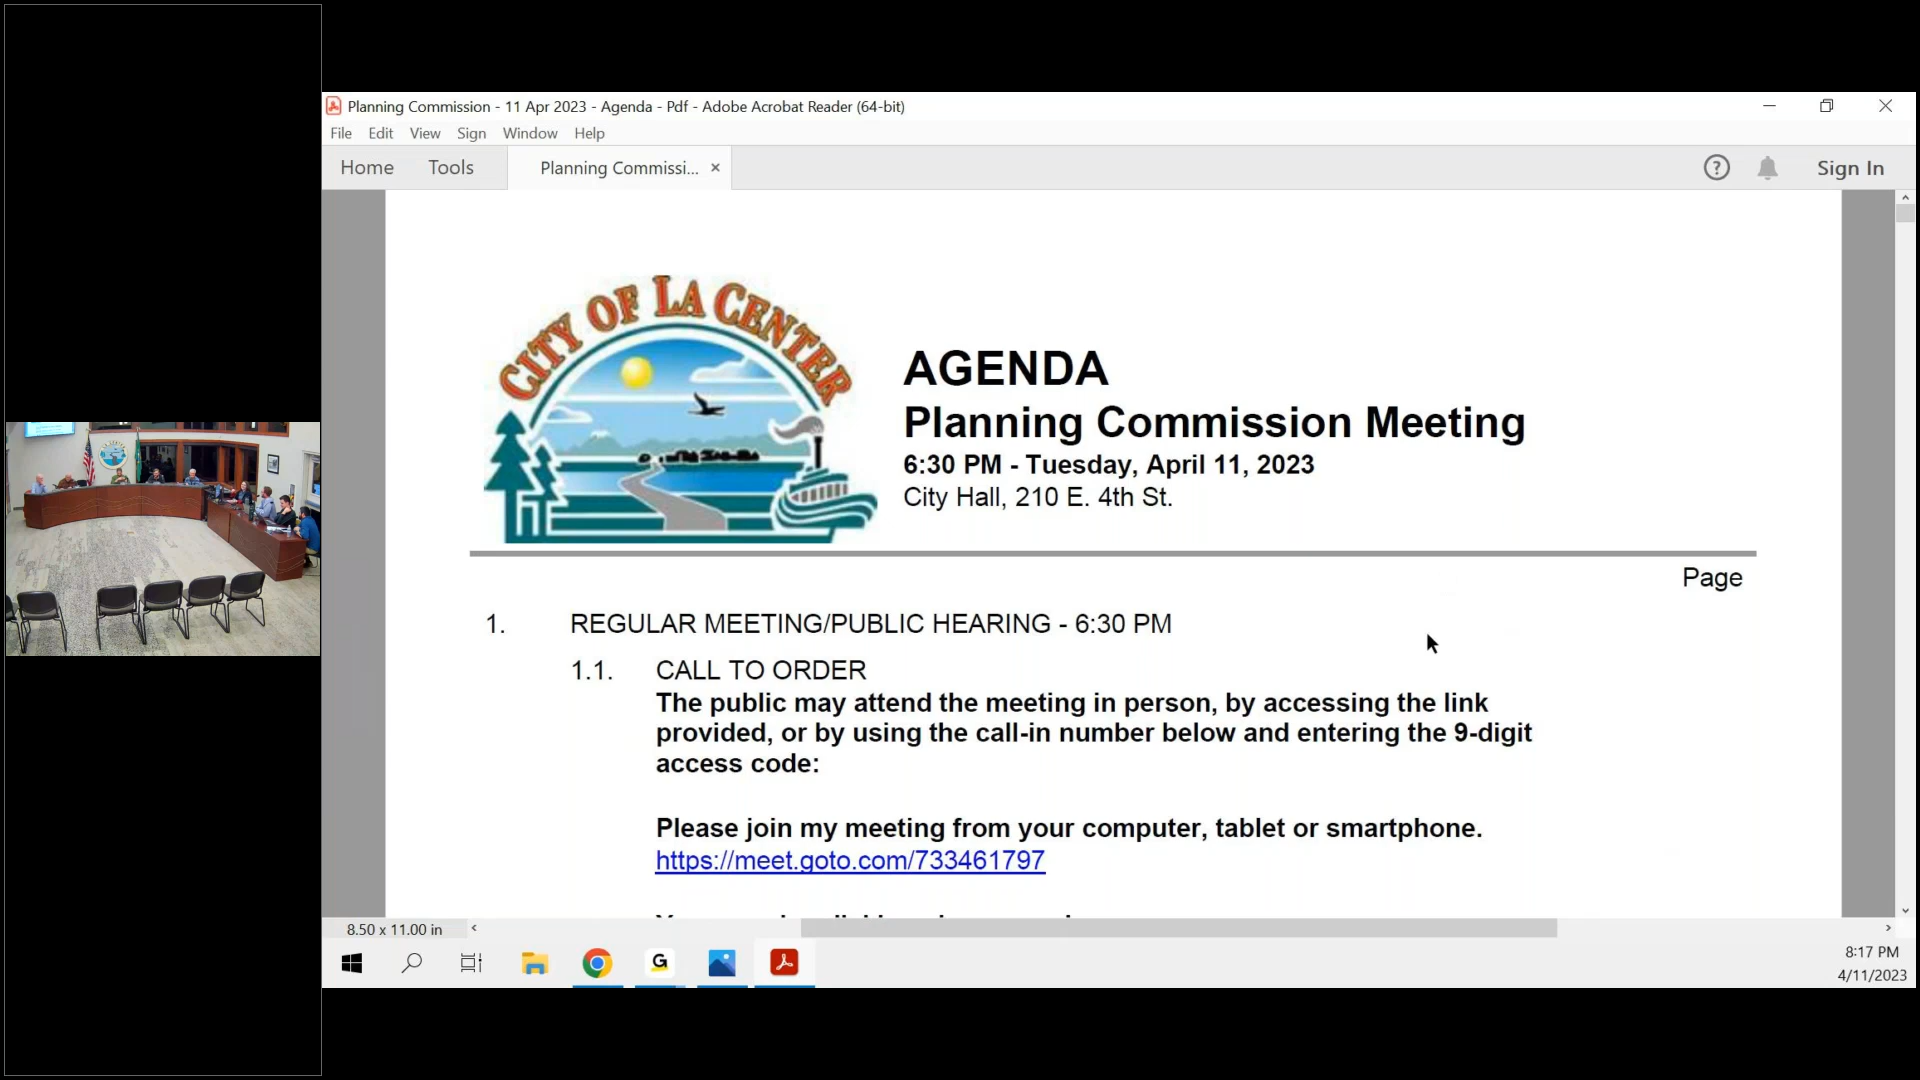 Planning Commission - 11 Apr 2023 - Agenda - Pdf - Adobe Acrobat Reader (64-bit)
File Edit View Sign Window Help
Home Tools Planning Commissi... × Sign In
CITY OF LA CENTER
AGENDA
Planning Commission Meeting
6:30 PM - Tuesday, April 11, 2023
City Hall, 210 E. 4th St.
Page
1. REGULAR MEETING/PUBLIC HEARING - 6:30 PM
1.1. CALL TO ORDER
The public may attend the meeting in person, by accessing the link
provided, or by using the call-in number below and entering the 9-digit
access code:
Please join my meeting from your computer, tablet or smartphone.
https://meet.goto.com/733461797
8.50 x 11.00 in
G
8:17 PM
4/11/2023